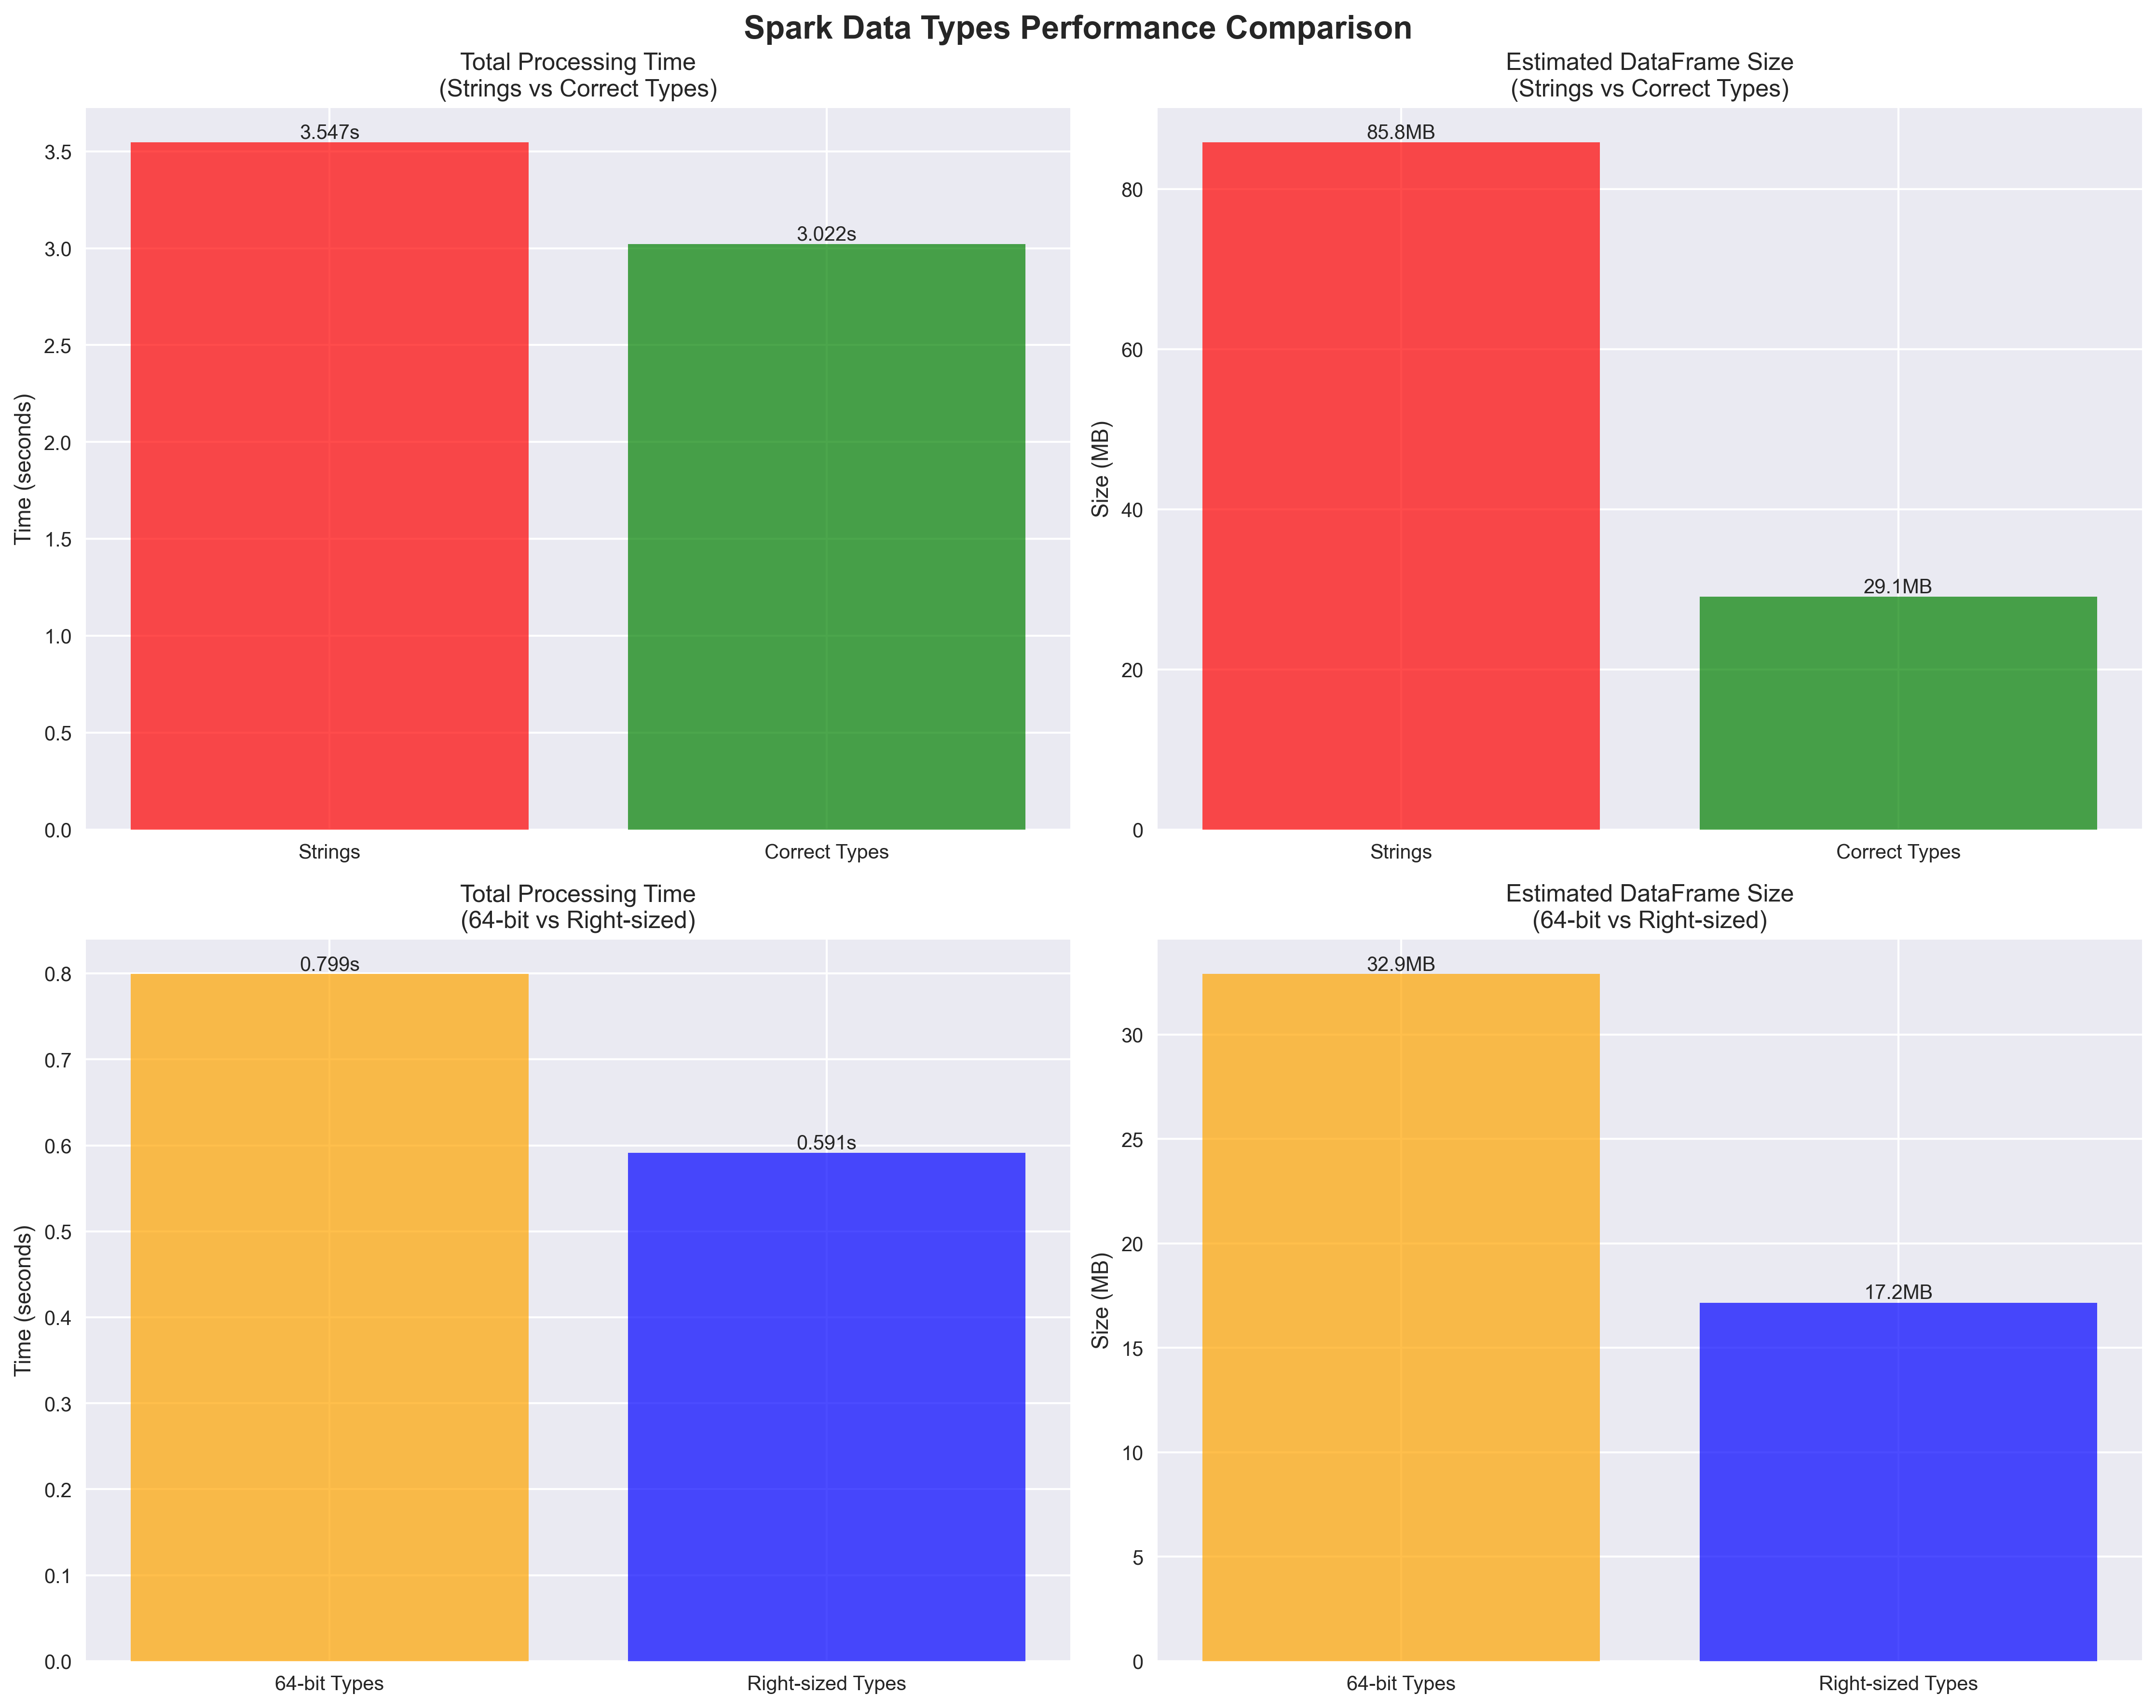 Spark Data Types Performance Comparison
Total Processing Time
(Strings vs Correct Types)
3.547s
3.022s
3.5
3.0
2.5
2.0
1.5
1.0
0.5
0.0
Time (seconds)
Strings
Correct Types
Estimated DataFrame Size
(Strings vs Correct Types)
85.8MB
29.1MB
80
60
40
20
0
Size (MB)
Strings
Correct Types
Total Processing Time
(64-bit vs Right-sized)
0.799s
0.591s
0.8
0.7
0.6
0.5
0.4
0.3
0.2
0.1
0.0
Time (seconds)
64-bit Types
Right-sized Types
Estimated DataFrame Size
(64-bit vs Right-sized)
32.9MB
17.2MB
30
25
20
15
10
5
0
Size (MB)
64-bit Types
Right-sized Types